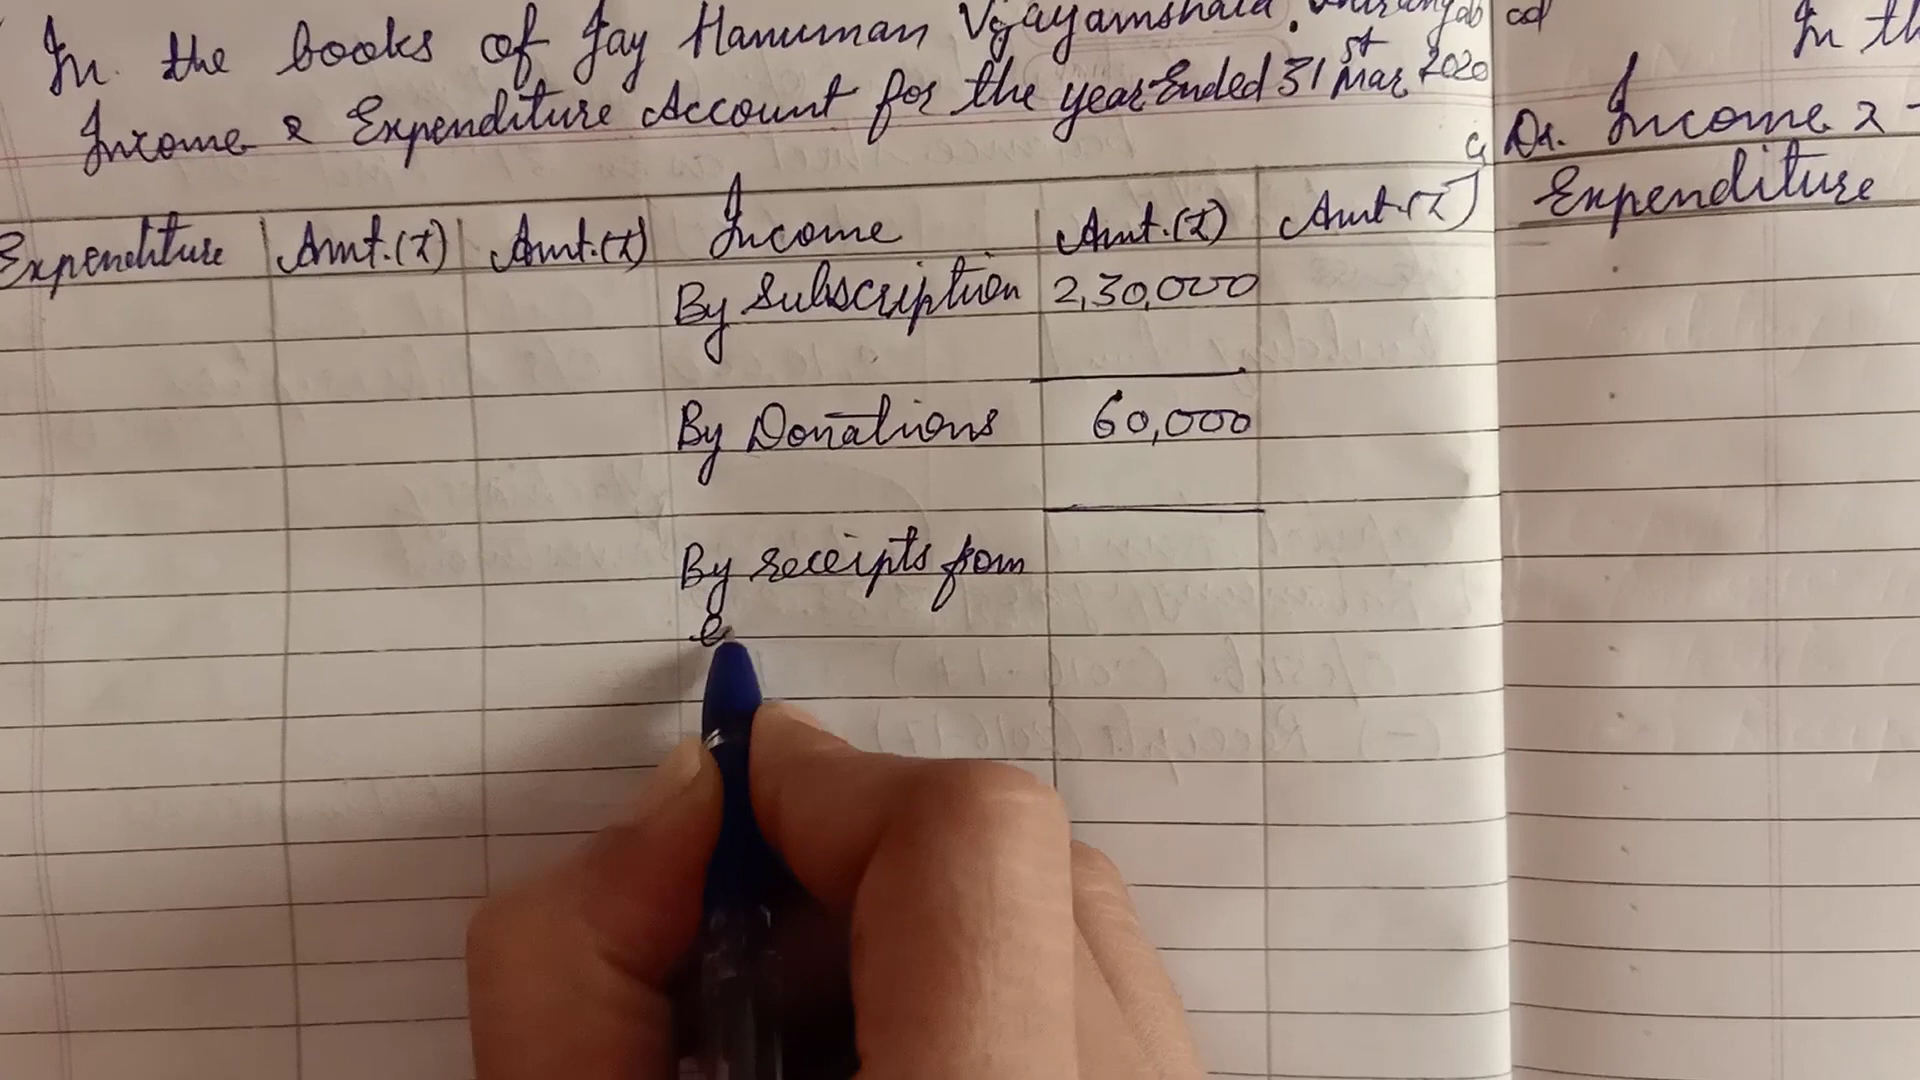 In the books of Jay Hanuman Vyayamshala.
Income & Expenditure Account for the year Ended 31st Mar 2020
Expenditure Amt.(₹) Amt.(₹) Income Amt.(₹) Amt.(₹)
By Subscription 2,30,000
By Donations 60,000
By receipts from
e
In th
Dr. Income &
Expenditure